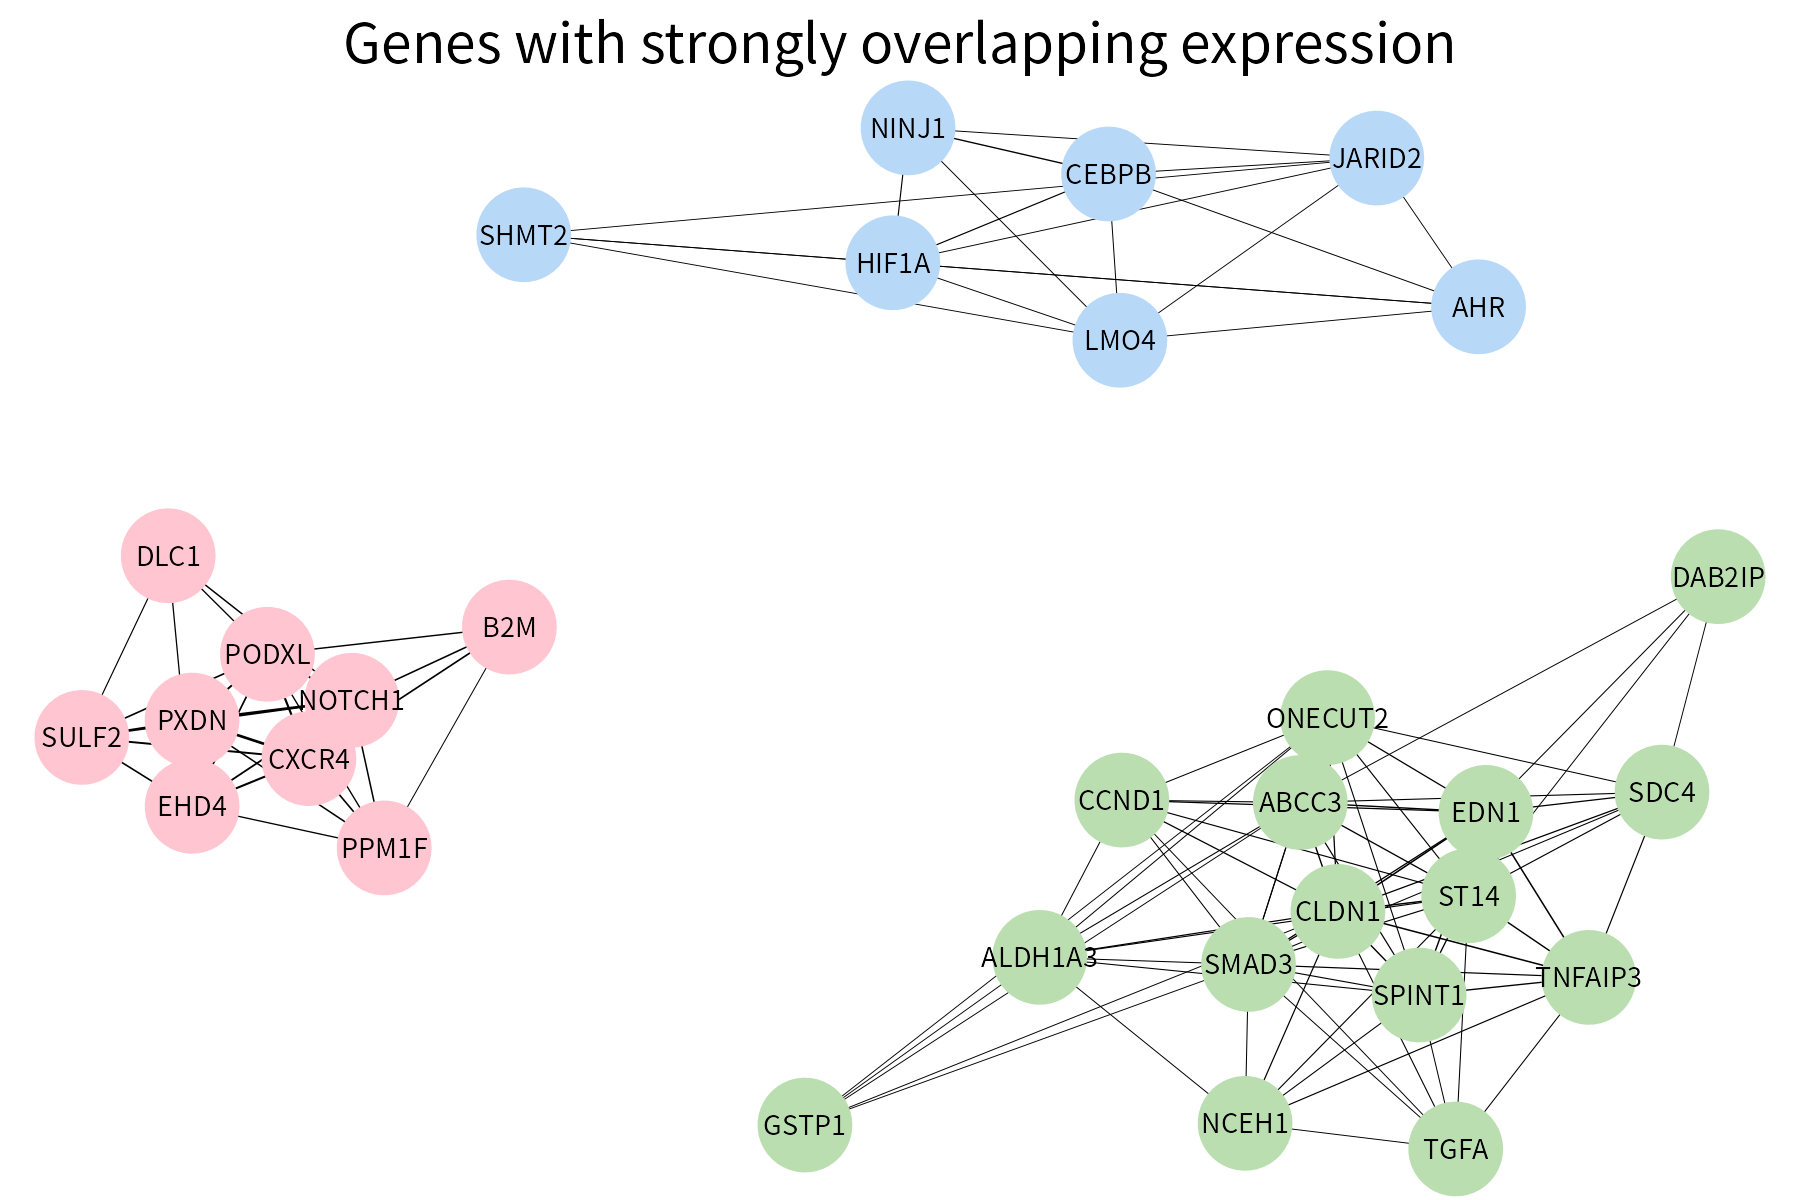 Genes with strongly overlapping expression
NINJ1
CEBPB
JARID2
SHMT2
HIF1A
AHR
LMO4
DLC1
B2M
PODXL
NOTCH1
PXDN
SULF2
CXCR4
EHD4
PPM1F
DAB2IP
ONECUT2
SDC4
CCND1
ABCC3
EDN1
ST14
CLDN1
ALDH1A3
SMAD3
TNFAIP3
SPINT1
GSTP1
NCEH1
TGFA